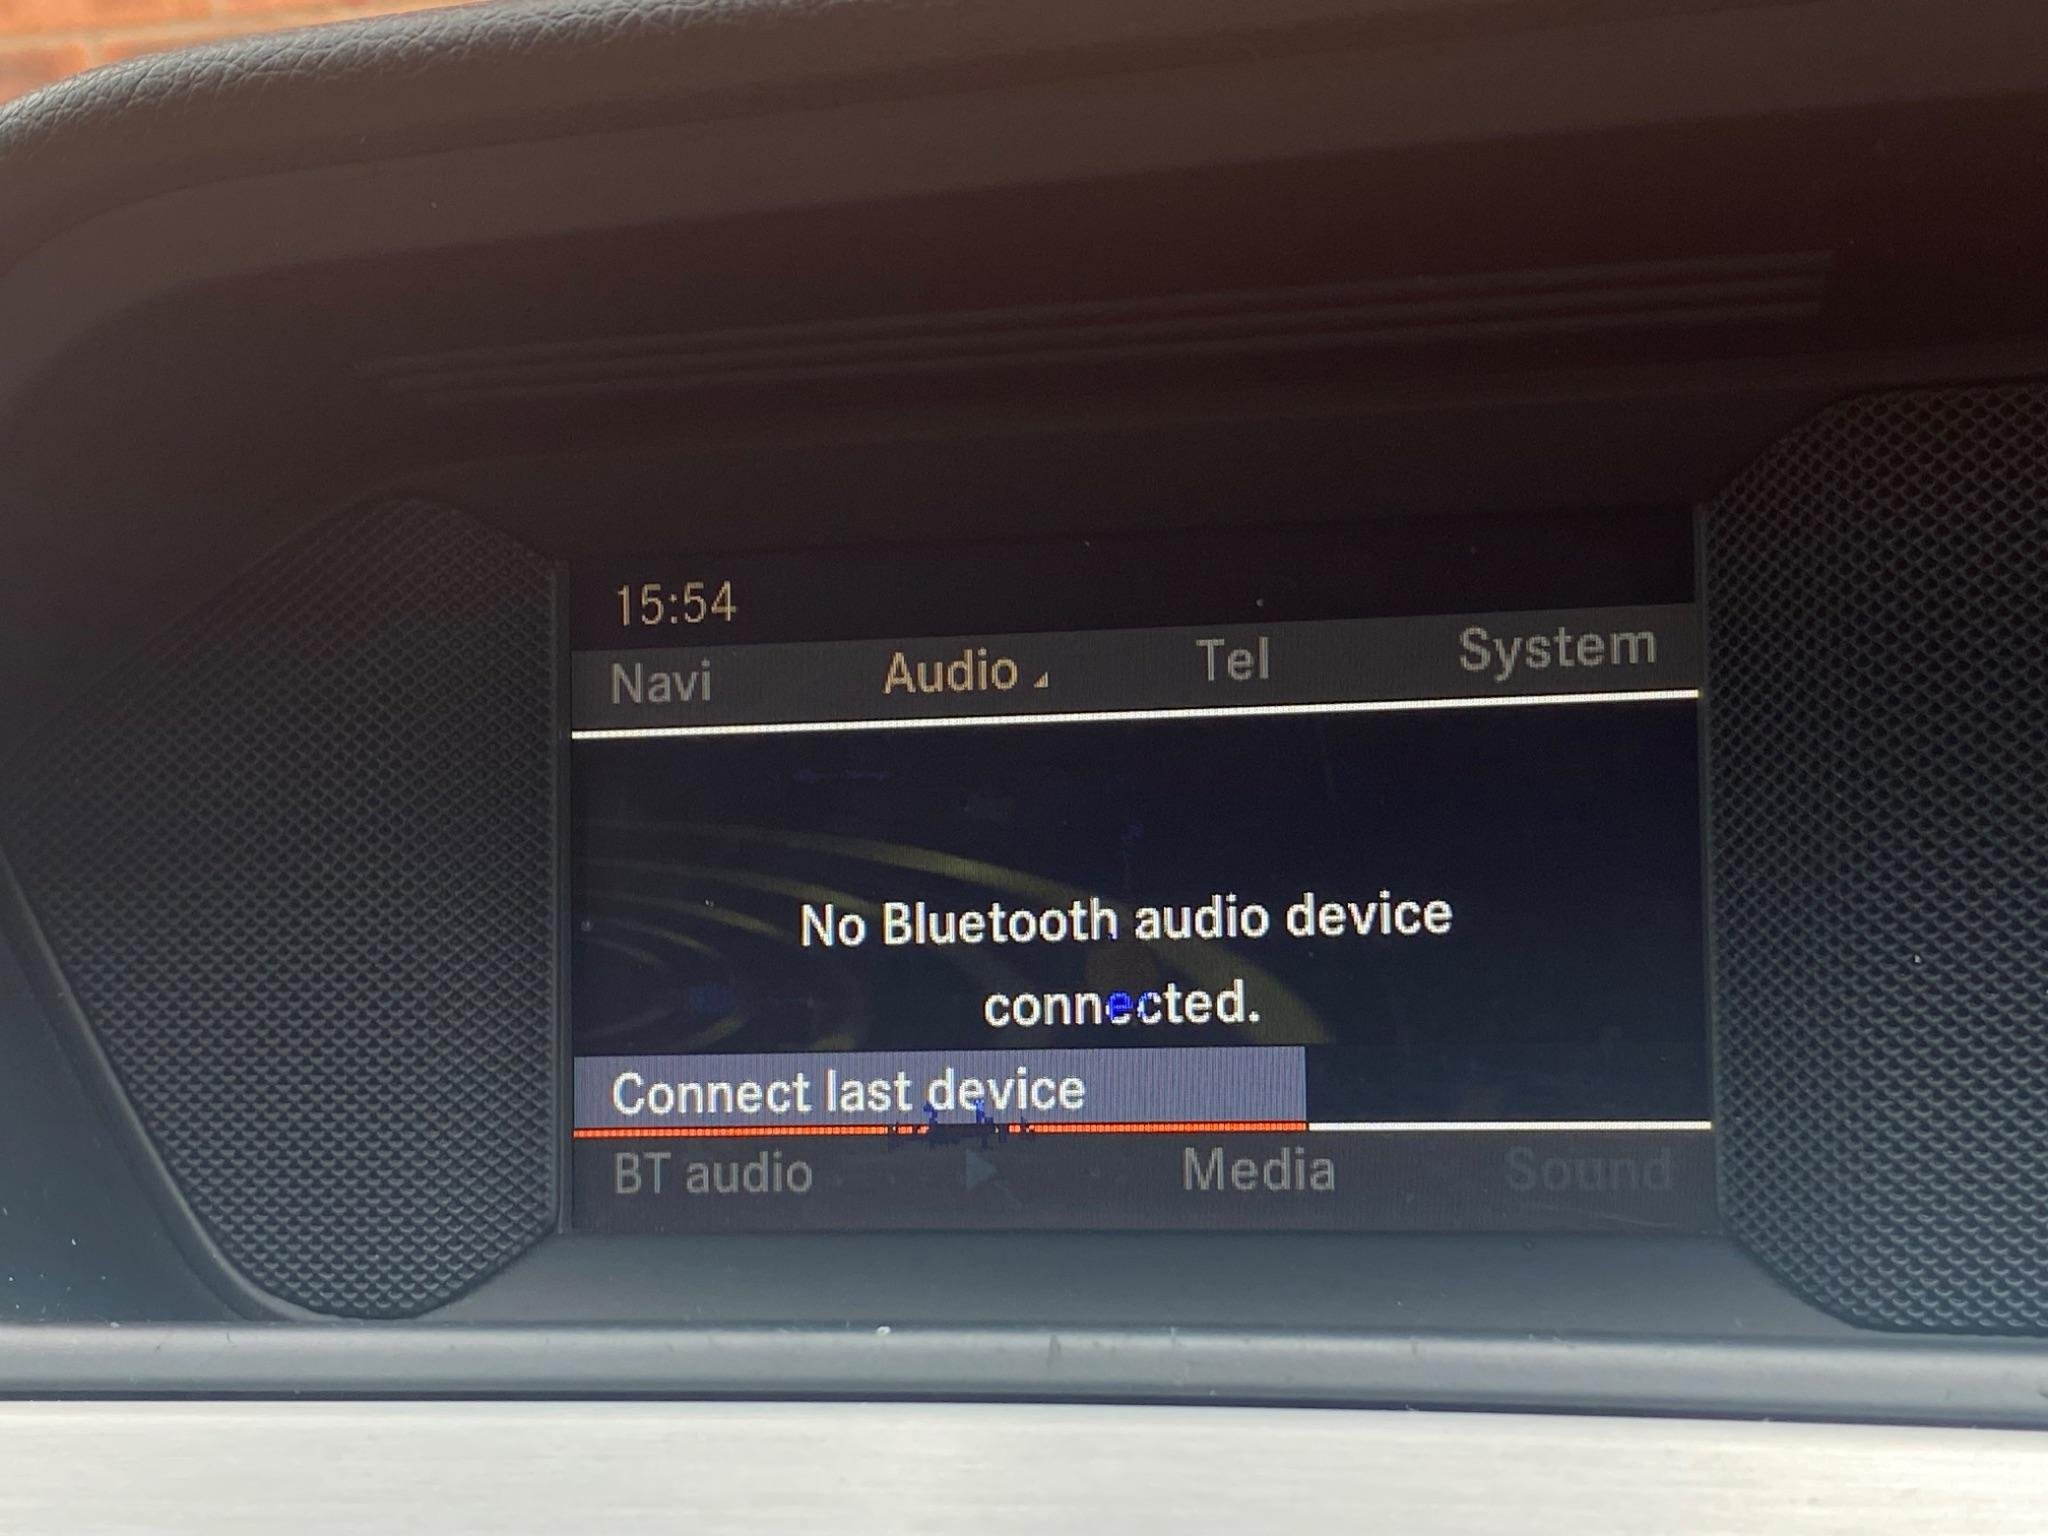 15:54
Navi Audio Tel System
No Bluetooth audio device
connected.
Connect last device
BT audio Media Sound